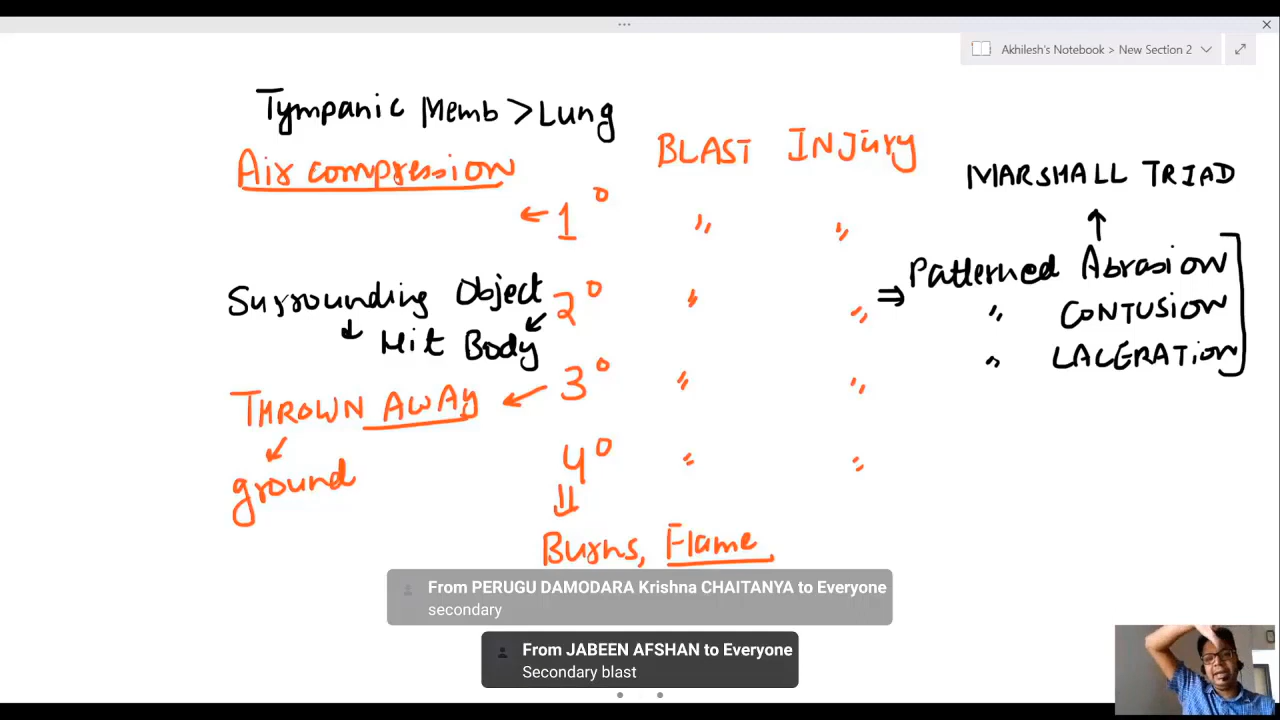 Akhilesh's Notebook > New Section 2
Tympanic Memb > Lung
Air compression
BLAST INJury
MARSHALL TRIAD
← 1° " "
Surrounding Object
2° " " ⇒ Patterned Abrasion
↓ Hit Body
" CONTUSION
" LACERATION
THROWN AWAY ← 3° " "
ground
4° " "
Burns, Flame
From PERUGU DAMODARA Krishna CHAITANYA to Everyone
secondary
From JABEEN AFSHAN to Everyone
Secondary blast